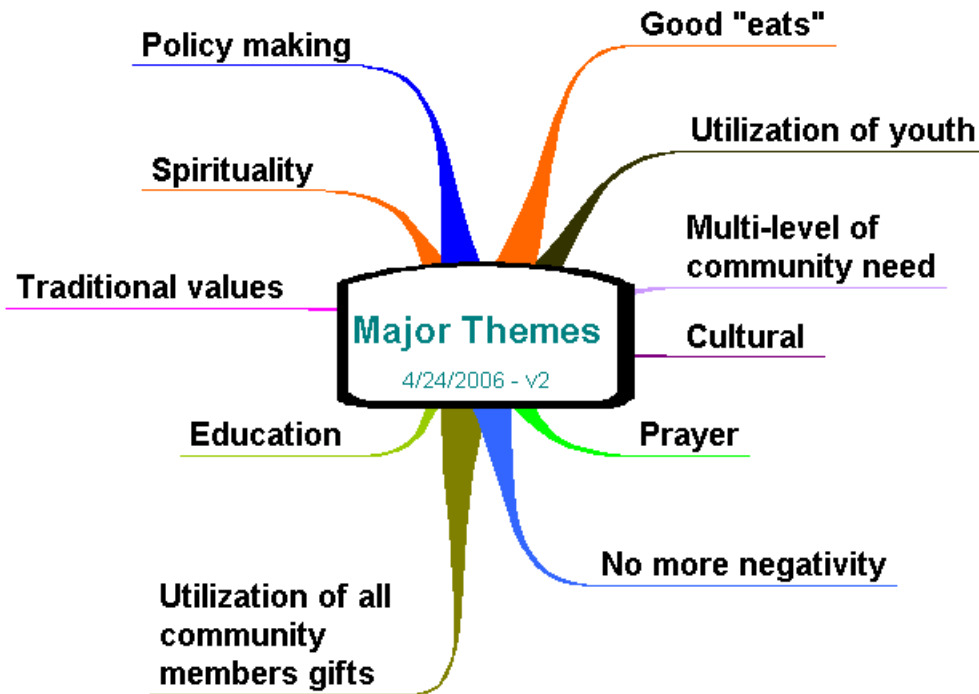 Policy making
Good "eats"
Utilization of youth
Spirituality
Multi-level of
community need
Traditional values
Major Themes
4/24/2006 - v2
Cultural
Education
Prayer
No more negativity
Utilization of all
community
members gifts